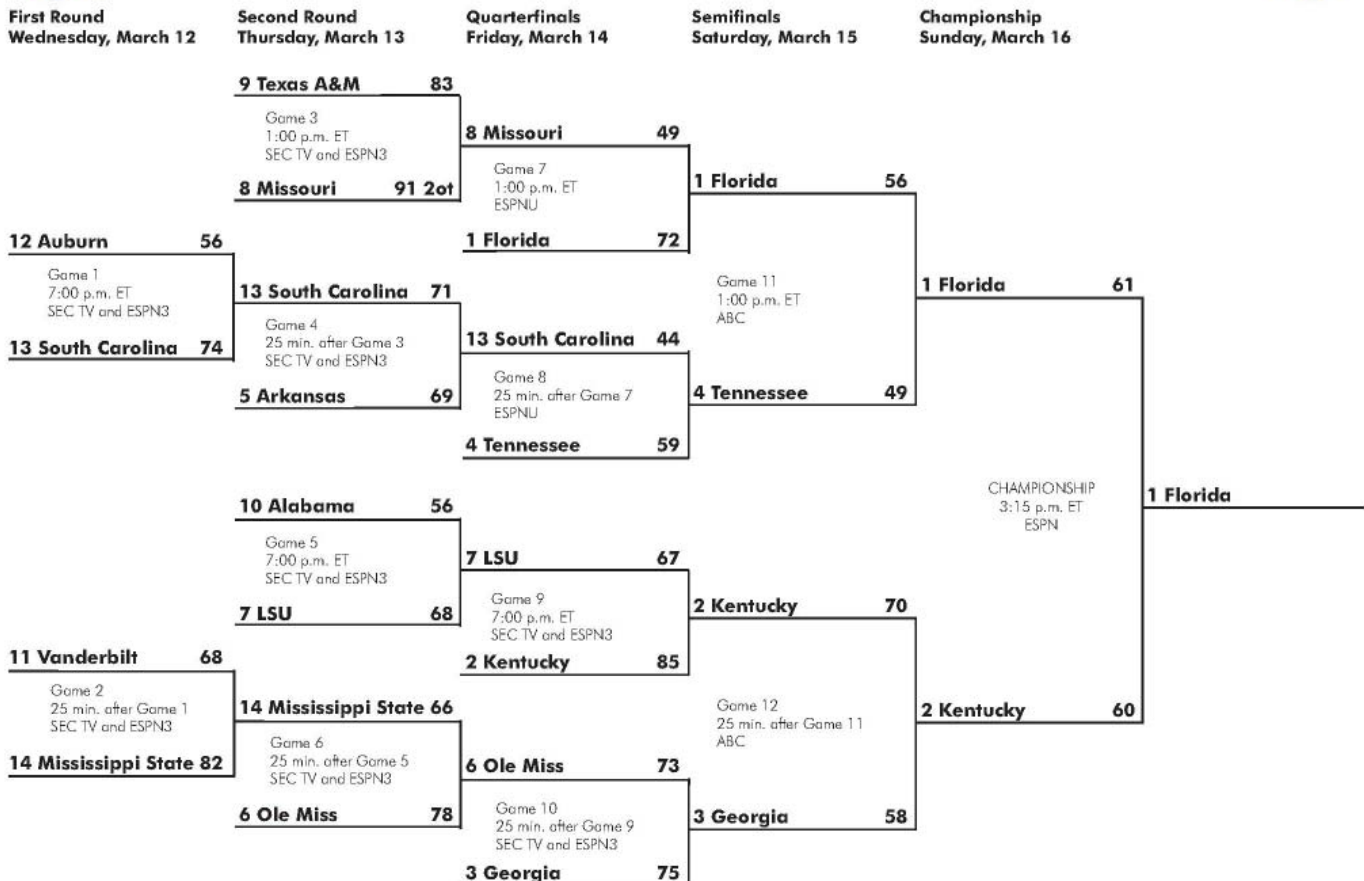 First Round
Wednesday, March 12
Second Round
Thursday, March 13
Quarterfinals
Friday, March 14
Semifinals
Saturday, March 15
Championship
Sunday, March 16
12 Auburn 56
Game 1
7:00 p.m. ET
SEC TV and ESPN3
13 South Carolina 74
11 Vanderbilt 68
Game 2
25 min. after Game 1
SEC TV and ESPN3
14 Mississippi State 82
9 Texas A&M 83
Game 3
1:00 p.m. ET
SEC TV and ESPN3
8 Missouri 91 2ot
13 South Carolina 71
Game 4
25 min. after Game 3
SEC TV and ESPN3
5 Arkansas 69
10 Alabama 56
Game 5
7:00 p.m. ET
SEC TV and ESPN3
7 LSU 68
14 Mississippi State 66
Game 6
25 min. after Game 5
SEC TV and ESPN3
6 Ole Miss 78
8 Missouri 49
Game 7
1:00 p.m. ET
ESPNU
1 Florida 72
13 South Carolina 44
Game 8
25 min. after Game 7
ESPNU
4 Tennessee 59
7 LSU 67
Game 9
7:00 p.m. ET
SEC TV and ESPN3
2 Kentucky 85
6 Ole Miss 73
Game 10
25 min. after Game 9
SEC TV and ESPN3
3 Georgia 75
1 Florida 56
Game 11
1:00 p.m. ET
ABC
4 Tennessee 49
2 Kentucky 70
Game 12
25 min. after Game 11
ABC
3 Georgia 58
1 Florida 61
CHAMPIONSHIP
3:15 p.m. ET
ESPN
2 Kentucky 60
1 Florida